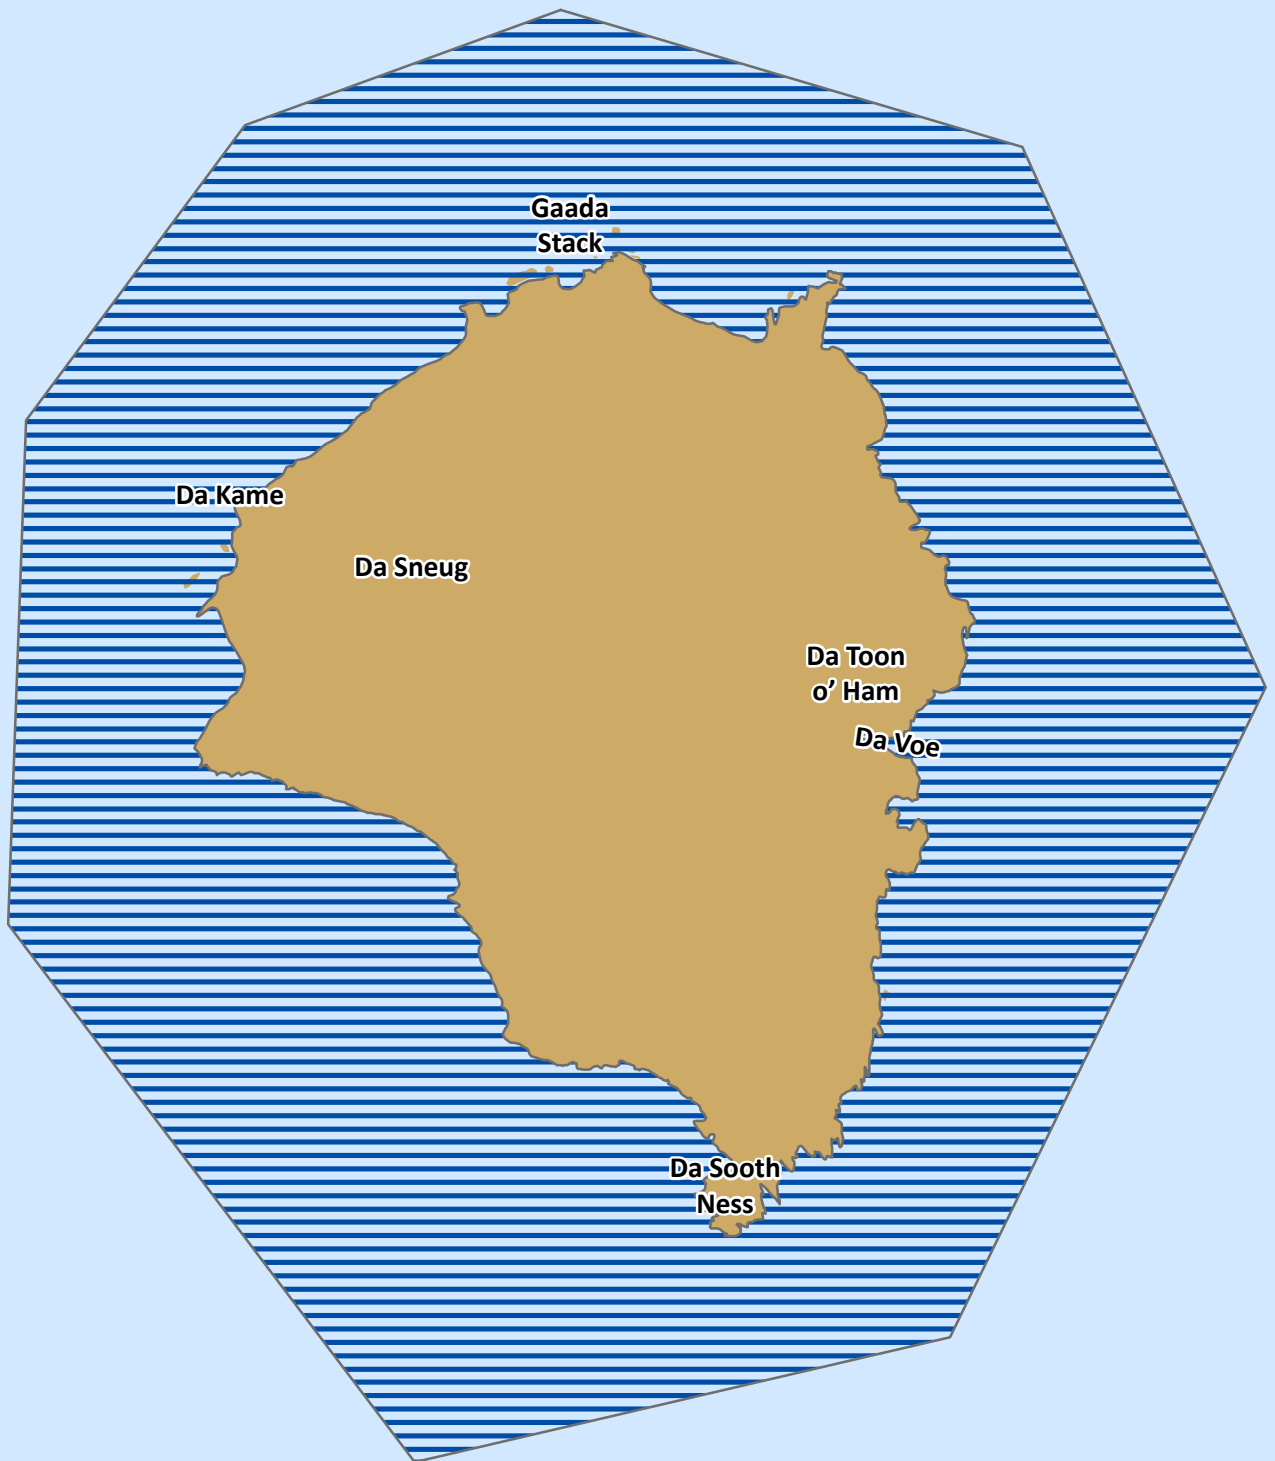 Gaada
Stack
Da Kame
Da Sneug
Da Toon
o’ Ham
Da Voe
Da Sooth
Ness